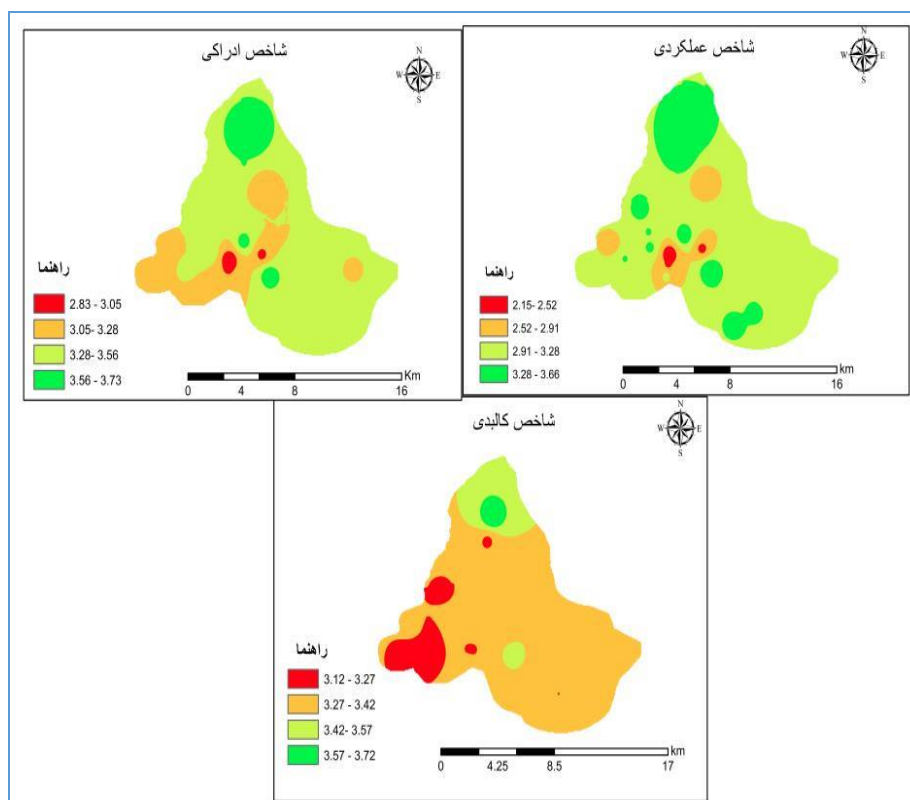 شاخص ادراکی
N
W E
S
راهنما
2.83 - 3.05
3.05- 3.28
3.28- 3.56
3.56 - 3.73
Km
0 4 8 16
شاخص عملکردی
N
W E
S
راهنما
2.15- 2.52
2.52 - 2.91
2.91 - 3.28
3.28 - 3.66
km
0 4 8 16
شاخص کالبدی
N
W E
S
راهنما
3.12 - 3.27
3.27 - 3.42
3.42- 3.57
3.57 - 3.72
km
0 4.25 8.5 17